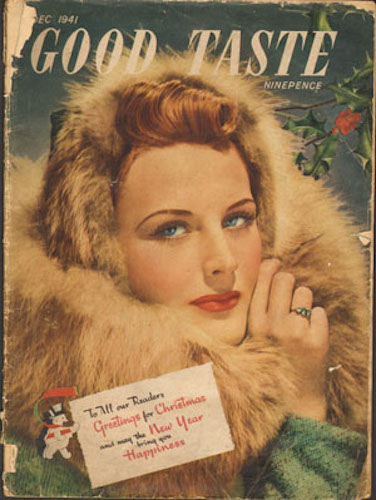 DEC 1941
GOOD TASTE
NINEPENCE
To All our Readers
Greetings for Christmas
and may the New Year
bring you
Happiness